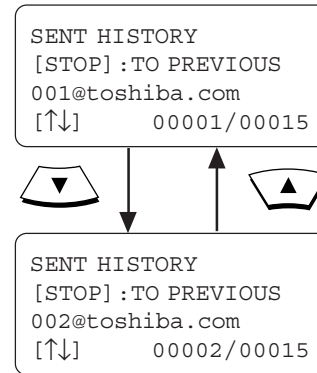 SENT HISTORY
[STOP]:TO PREVIOUS
001@toshiba.com
[↑↓] 00001/00015
SENT HISTORY
[STOP]:TO PREVIOUS
002@toshiba.com
[↑↓] 00002/00015